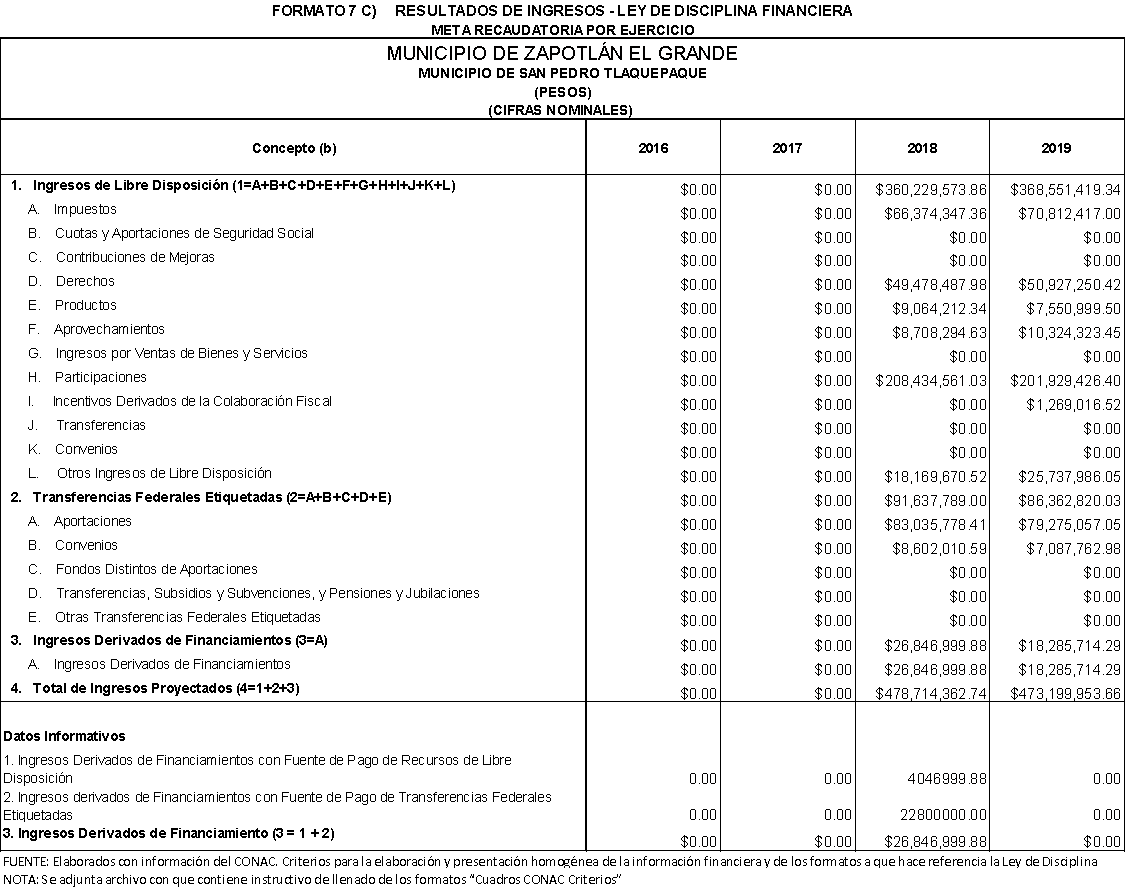 FORMATO 7 C) RESULTADOS DE INGRESOS - LEY DE DISCIPLINA FINANCIERA
META RECAUDATORIA POR EJERCICIO
MUNICIPIO DE ZAPOTLÁN EL GRANDE
MUNICIPIO DE SAN PEDRO TLAQUEPAQUE
(PESOS)
(CIFRAS NOMINALES)
Concepto (b) 2016 2017 2018 2019
1. Ingresos de Libre Disposición (1=A+B+C+D+E+F+G+H+I+J+K+L) $0.00 $0.00 $360,229,573.86 $368,551,419.34
A. Impuestos $0.00 $0.00 $66,374,347.36 $70,812,417.00
B. Cuotas y Aportaciones de Seguridad Social $0.00 $0.00 $0.00 $0.00
C. Contribuciones de Mejoras $0.00 $0.00 $0.00 $0.00
D. Derechos $0.00 $0.00 $49,478,487.98 $50,927,250.42
E. Productos $0.00 $0.00 $9,064,212.34 $7,550,999.50
F. Aprovechamientos $0.00 $0.00 $8,708,294.63 $10,324,323.45
G. Ingresos por Ventas de Bienes y Servicios $0.00 $0.00 $0.00 $0.00
H. Participaciones $0.00 $0.00 $208,434,561.03 $201,929,426.40
I. Incentivos Derivados de la Colaboración Fiscal $0.00 $0.00 $0.00 $1,269,016.52
J. Transferencias $0.00 $0.00 $0.00 $0.00
K. Convenios $0.00 $0.00 $0.00 $0.00
L. Otros Ingresos de Libre Disposición $0.00 $0.00 $18,169,670.52 $25,737,986.05
2. Transferencias Federales Etiquetadas (2=A+B+C+D+E) $0.00 $0.00 $91,637,789.00 $86,362,820.03
A. Aportaciones $0.00 $0.00 $83,035,778.41 $79,275,057.05
B. Convenios $0.00 $0.00 $8,602,010.59 $7,087,762.98
C. Fondos Distintos de Aportaciones $0.00 $0.00 $0.00 $0.00
D. Transferencias, Subsidios y Subvenciones, y Pensiones y Jubilaciones $0.00 $0.00 $0.00 $0.00
E. Otras Transferencias Federales Etiquetadas $0.00 $0.00 $0.00 $0.00
3. Ingresos Derivados de Financiamientos (3=A) $0.00 $0.00 $26,846,999.88 $18,285,714.29
A. Ingresos Derivados de Financiamientos $0.00 $0.00 $26,846,999.88 $18,285,714.29
4. Total de Ingresos Proyectados (4=1+2+3) $0.00 $0.00 $478,714,362.74 $473,199,953.66
Datos Informativos
1. Ingresos Derivados de Financiamientos con Fuente de Pago de Recursos de Libre
Disposición 0.00 0.00 4046999.88 0.00
2. Ingresos derivados de Financiamientos con Fuente de Pago de Transferencias Federales
Etiquetadas 0.00 0.00 22800000.00 0.00
3. Ingresos Derivados de Financiamiento (3 = 1 + 2) $0.00 $0.00 $26,846,999.88 $0.00
FUENTE: Elaborados con información del CONAC. Criterios para la elaboración y presentación homogénea de la información financiera y de los formatos a que hace referencia la Ley de Disciplina
NOTA: Se adjunta archivo con que contiene instructivo de llenado de los formatos "Cuadros CONAC Criterios"